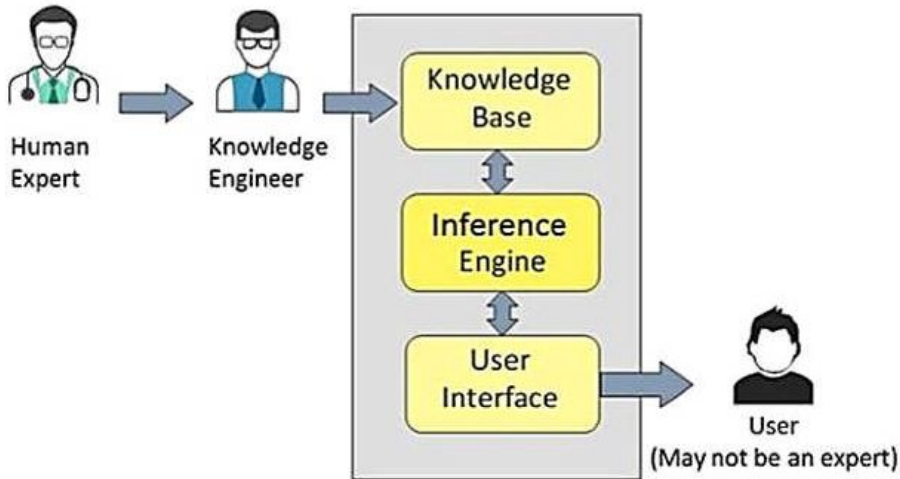 Human
Expert
Knowledge
Engineer
Knowledge
Base
Inference
Engine
User
Interface
User
(May not be an expert)